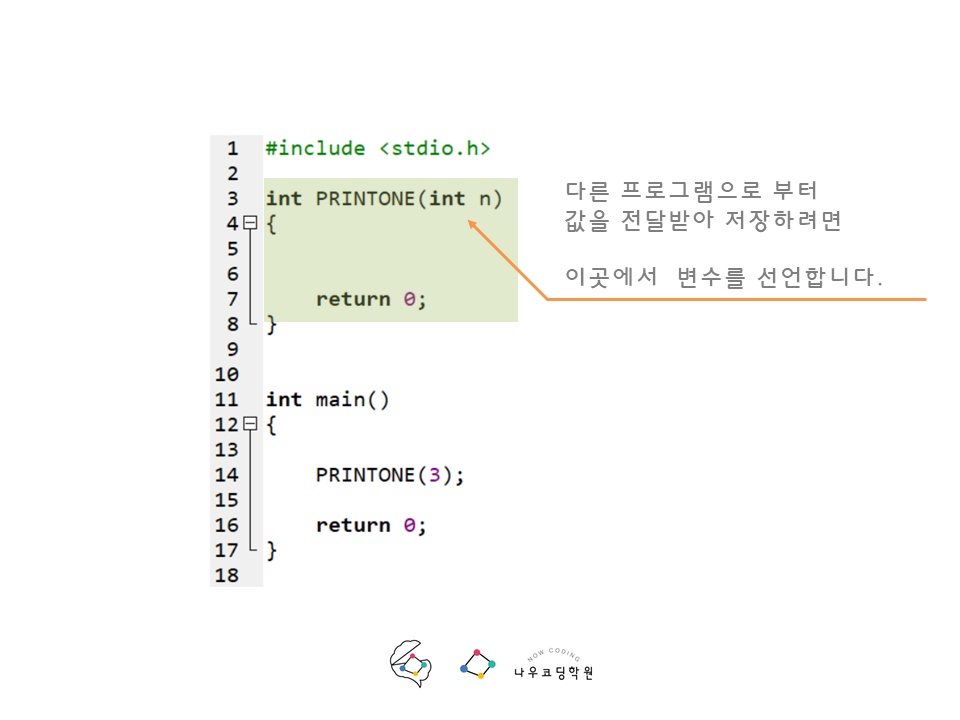 1 #include <stdio.h>
2
3 int PRINTONE(int n)
4 {
5
6
7 return 0;
8 }
9
10
11 int main()
12 {
13
14 PRINTONE(3);
15
16 return 0;
17 }
18
다른 프로그램으로 부터
값을 전달받아 저장하려면
이곳에서 변수를 선언합니다.
NOW CODING
나우코딩학원